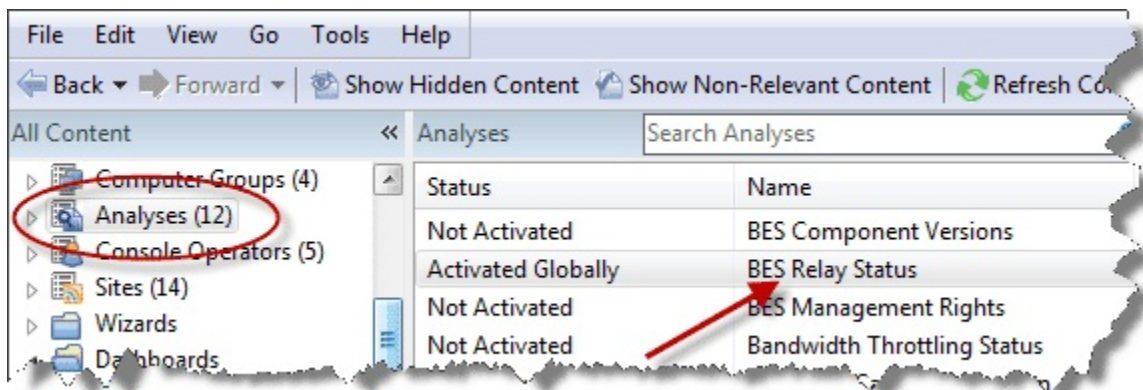 File Edit View Go Tools Help
Back Forward Show Hidden Content Show Non-Relevant Content Refresh
All Content « Analyses Search Analyses
Computer Groups (4)
Analyses (12)
Console Operators (5)
Sites (14)
Wizards
Dashboards
Status Name
Not Activated BES Component Versions
Activated Globally BES Relay Status
Not Activated BES Management Rights
Not Activated Bandwidth Throttling Status